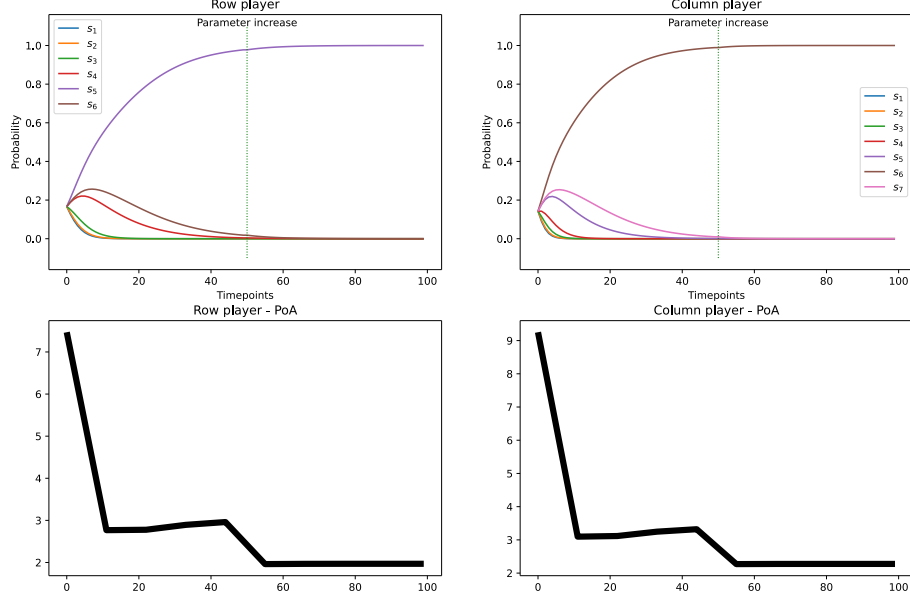 Row player
Parameter increase
1.0
0.8
0.6
0.4
0.2
0.0
Probability
s1
s2
s3
s4
s5
s6
0 20 40 60 80 100
Timepoints
Column player
Parameter increase
1.0
0.8
0.6
0.4
0.2
0.0
Probability
s1
s2
s3
s4
s5
s6
s7
0 20 40 60 80 100
Timepoints
Row player - PoA
7
6
5
4
3
2
0 20 40 60 80 100
Column player - PoA
9
8
7
6
5
4
3
2
0 20 40 60 80 100